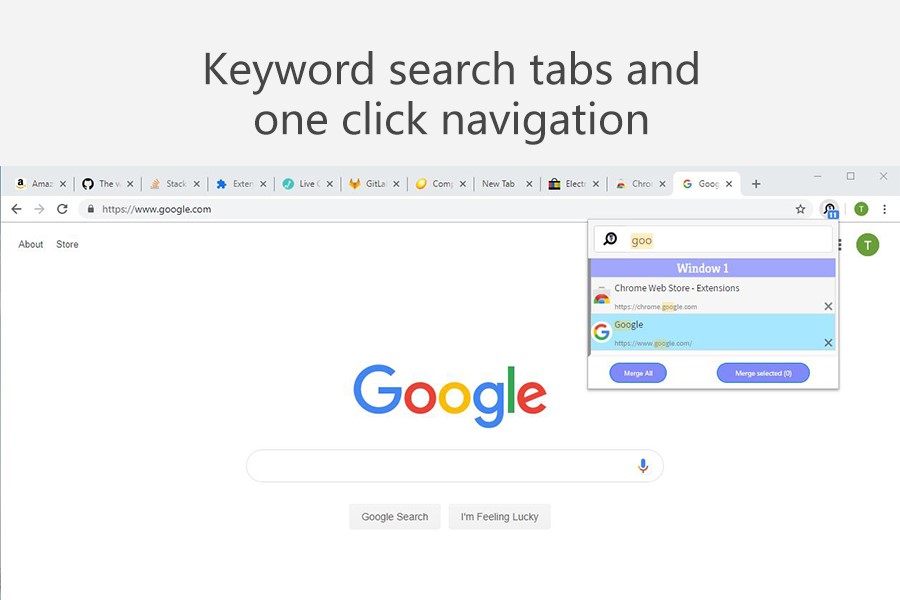 Keyword search tabs and
one click navigation
Amaz
The w
Stack
Exten
Live C
GitLa
Comp
New Tab
Electr
Chro
Goog
https://www.google.com
11
T
About
Store
T
goo
Window 1
Chrome Web Store - Extensions
https://chrome.google.com
Google
https://www.google.com/
Merge All
Merge selected (0)
Google
Google Search
I'm Feeling Lucky